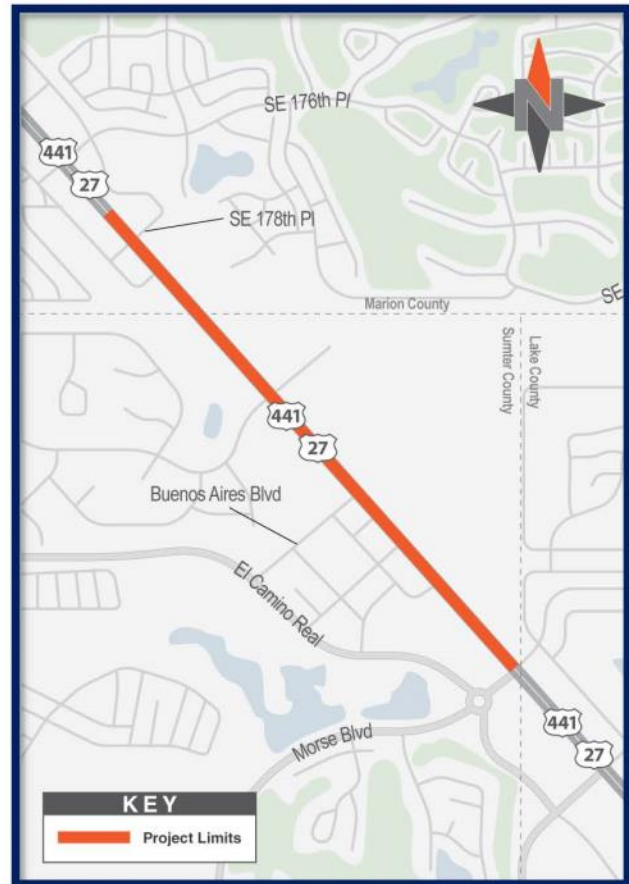 SE 176th Pl
N
441
27
SE 178th Pl
SE
Marion County
Sumter County
Lake County
441
27
Buenos Aires Blvd
El Camino Real
441
27
Morse Blvd
KEY
Project Limits